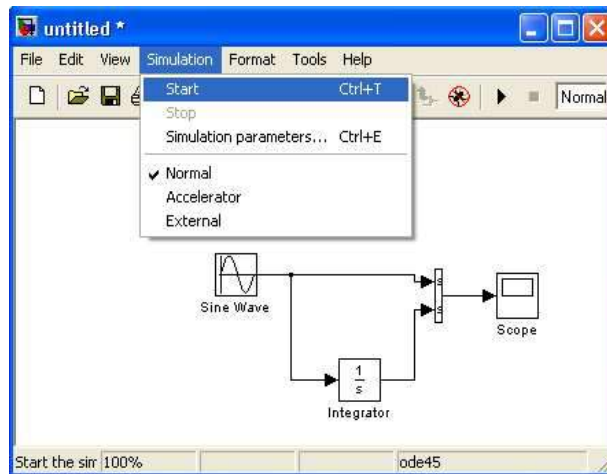 untitled *
File Edit View Simulation Format Tools Help
Normal
Start Ctrl+T
Stop
Simulation parameters... Ctrl+E
Normal
Accelerator
External
Sine Wave
s
s
Scope
1
s
Integrator
Start the sim 100% ode45